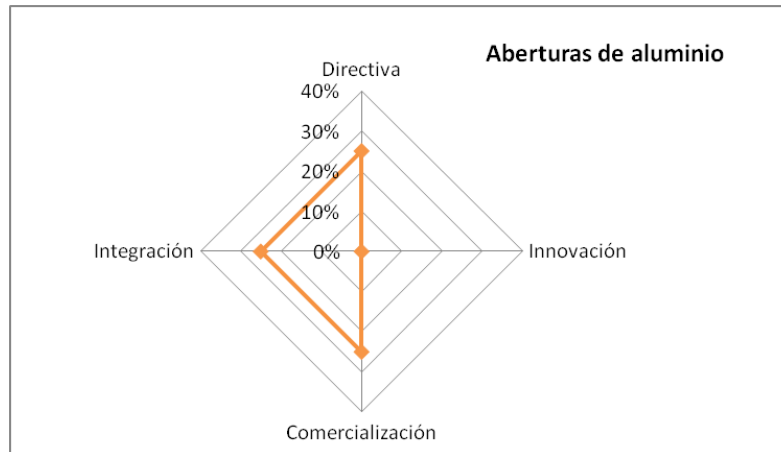 Aberturas de aluminio
Directiva
40%
30%
20%
10%
0%
Integración
Innovación
Comercialización